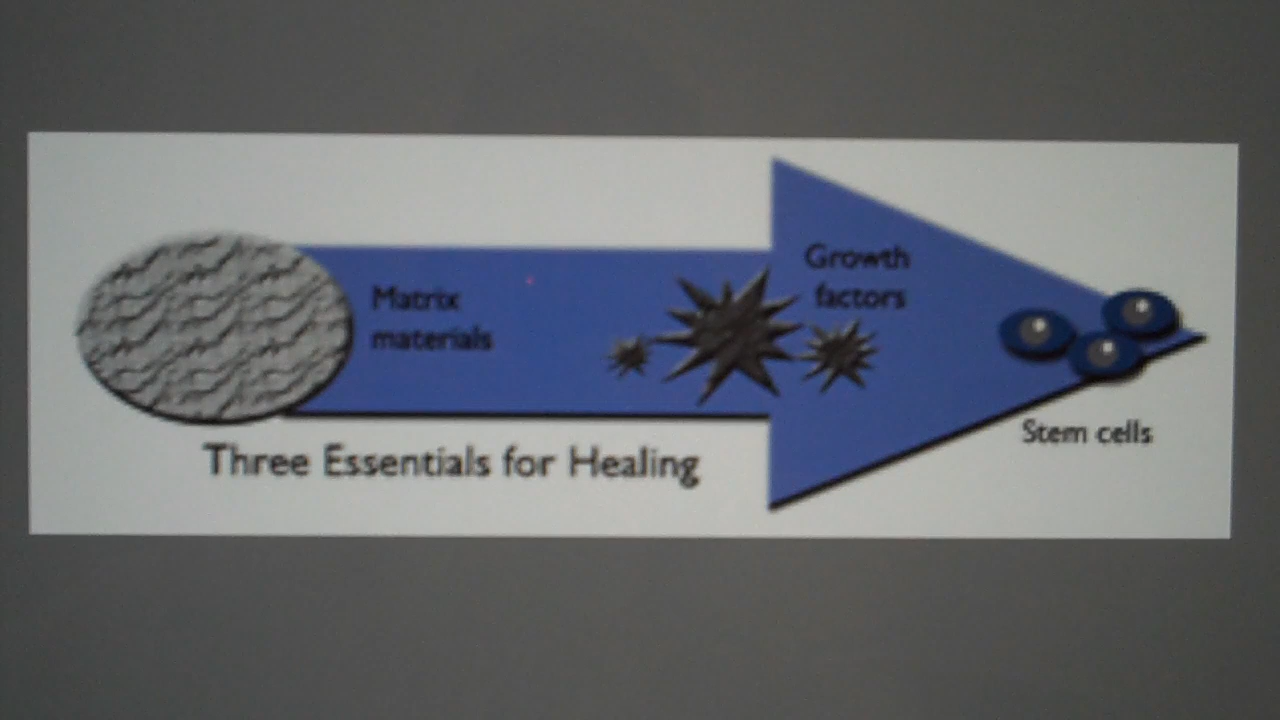 Matrix
materials
Growth
factors
Stem cells
Three Essentials for Healing